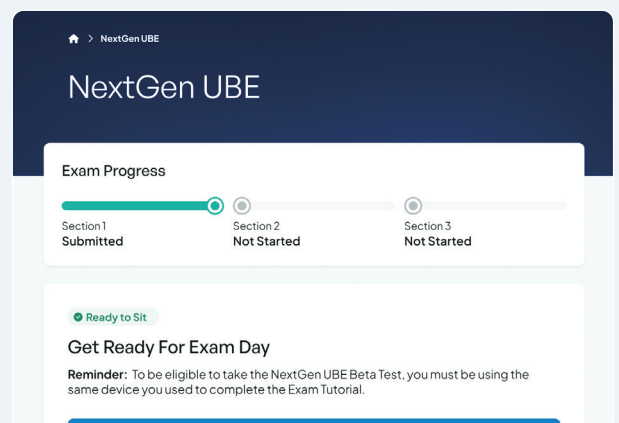 > NextGen UBE
NextGen UBE
Exam Progress
Section 1
Submitted
Section 2
Not Started
Section 3
Not Started
Ready to Sit
Get Ready For Exam Day
Reminder: To be eligible to take the NextGen UBE Beta Test, you must be using the
same device you used to complete the Exam Tutorial.